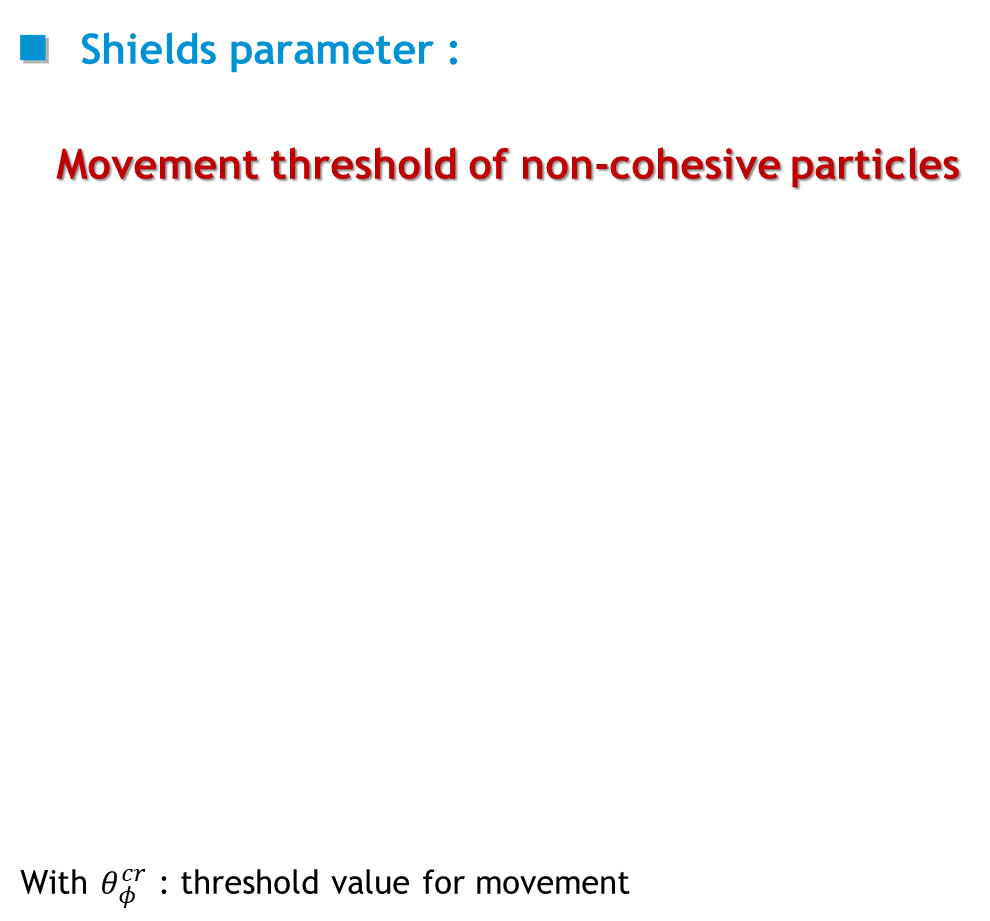 Shields parameter :
Movement threshold of non-cohesive particles
With θ_ϕ^cr : threshold value for movement